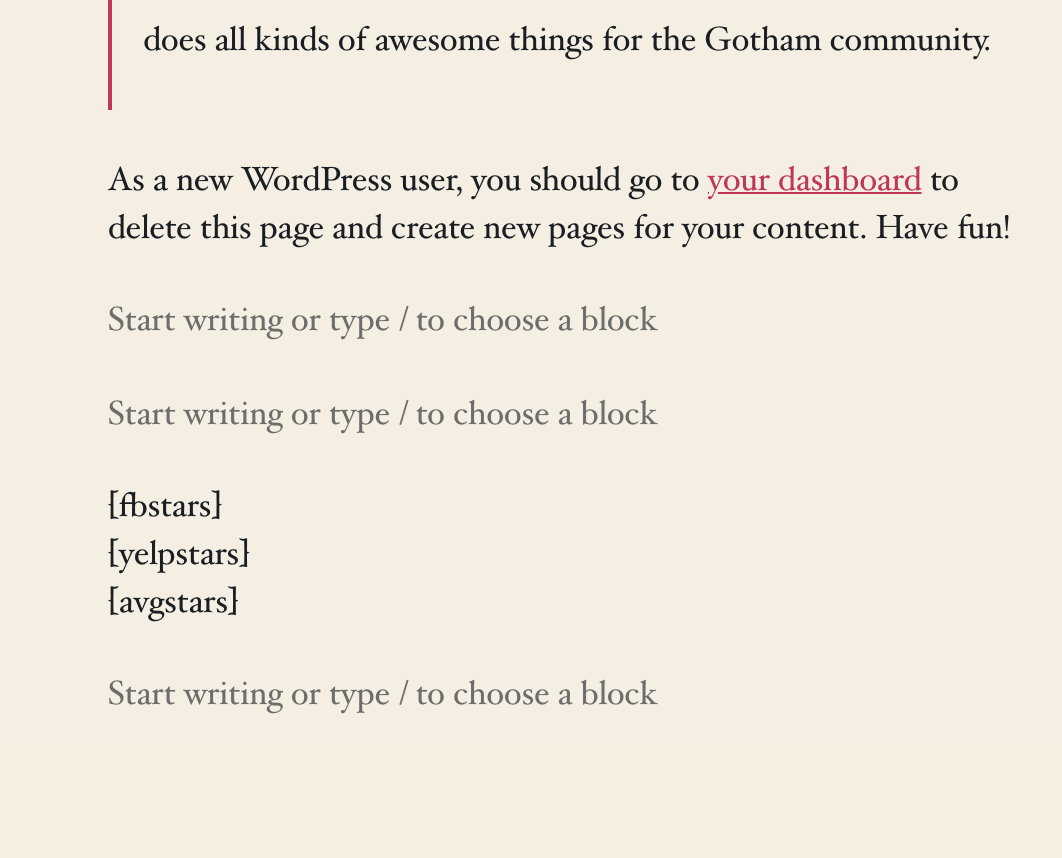 does all kinds of awesome things for the Gotham community.
As a new WordPress user, you should go to your dashboard to
delete this page and create new pages for your content. Have fun!
Start writing or type / to choose a block
Start writing or type / to choose a block
[fbstars]
[yelpstars]
[avgstars]
Start writing or type / to choose a block